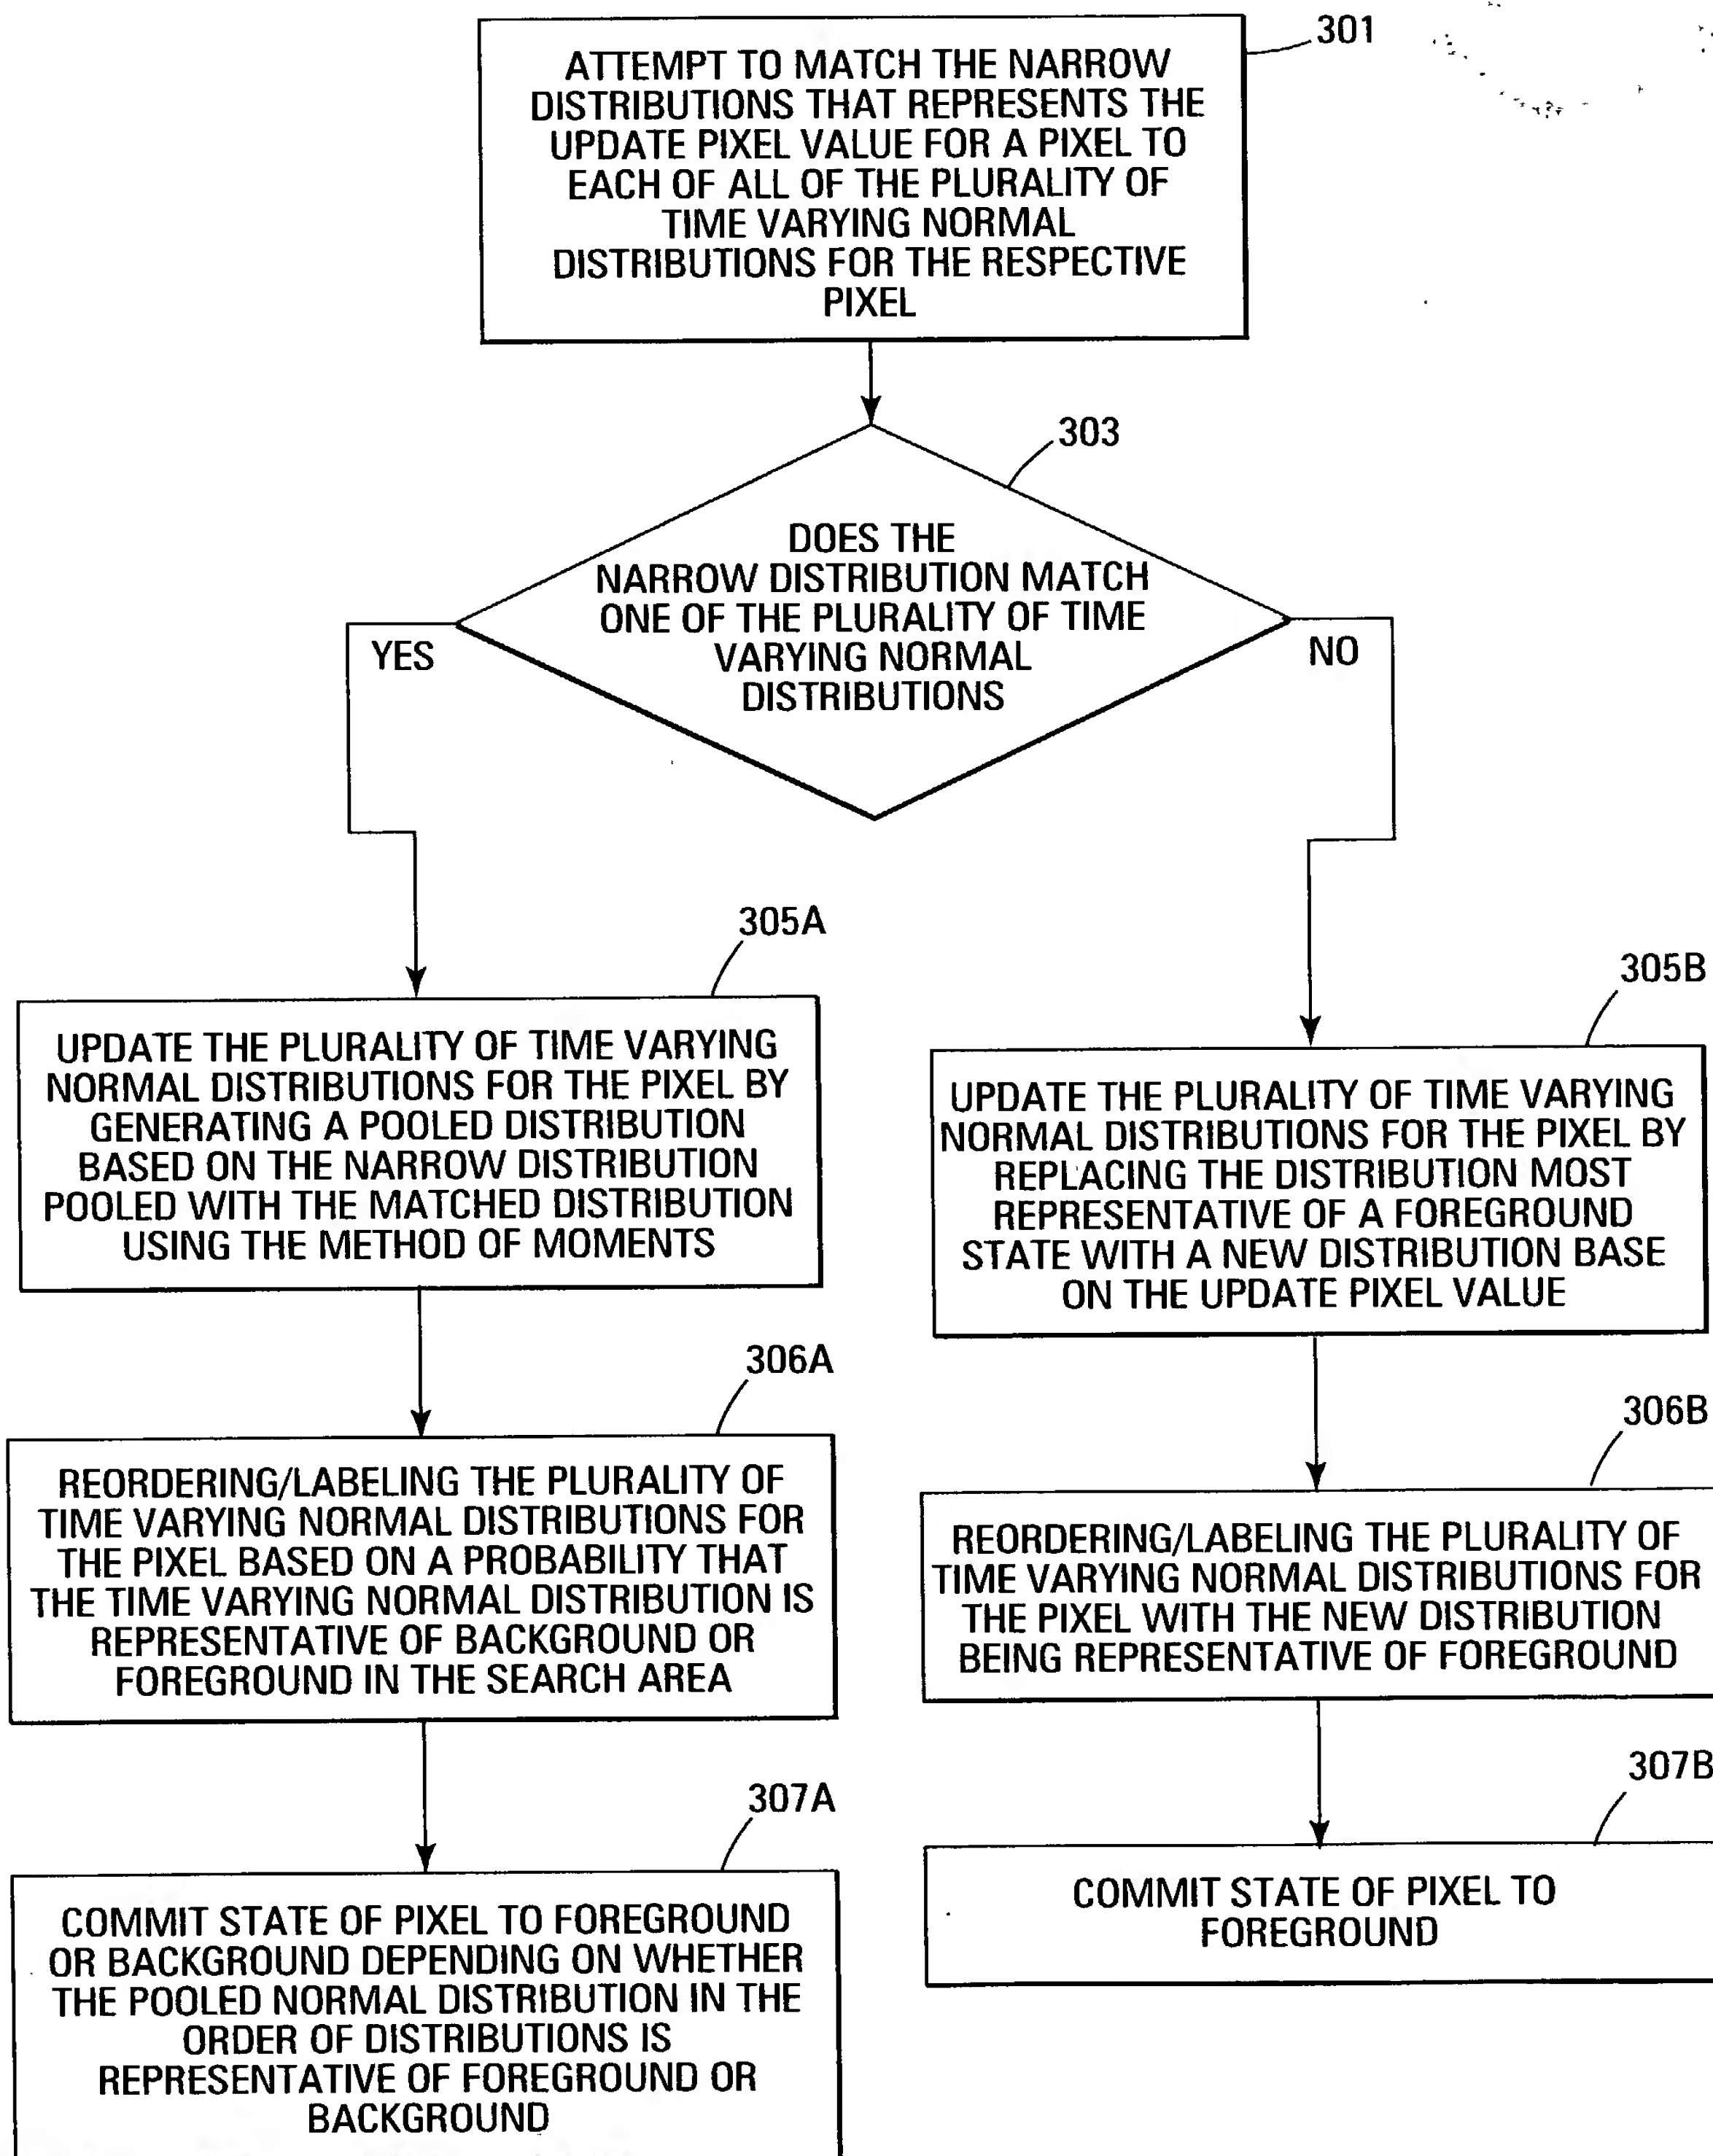 301
ATTEMPT TO MATCH THE NARROW
DISTRIBUTIONS THAT REPRESENTS THE
UPDATE PIXEL VALUE FOR A PIXEL TO
EACH OF ALL OF THE PLURALITY OF
TIME VARYING NORMAL
DISTRIBUTIONS FOR THE RESPECTIVE
PIXEL
303
DOES THE
NARROW DISTRIBUTION MATCH
ONE OF THE PLURALITY OF TIME
VARYING NORMAL
DISTRIBUTIONS
YES
NO
305A
UPDATE THE PLURALITY OF TIME VARYING
NORMAL DISTRIBUTIONS FOR THE PIXEL BY
GENERATING A POOLED DISTRIBUTION
BASED ON THE NARROW DISTRIBUTION
POOLED WITH THE MATCHED DISTRIBUTION
USING THE METHOD OF MOMENTS
305B
UPDATE THE PLURALITY OF TIME VARYING
NORMAL DISTRIBUTIONS FOR THE PIXEL BY
REPLACING THE DISTRIBUTION MOST
REPRESENTATIVE OF A FOREGROUND
STATE WITH A NEW DISTRIBUTION BASE
ON THE UPDATE PIXEL VALUE
306A
REORDERING/LABELING THE PLURALITY OF
TIME VARYING NORMAL DISTRIBUTIONS FOR
THE PIXEL BASED ON A PROBABILITY THAT
THE TIME VARYING NORMAL DISTRIBUTION IS
REPRESENTATIVE OF BACKGROUND OR
FOREGROUND IN THE SEARCH AREA
306B
REORDERING/LABELING THE PLURALITY OF
TIME VARYING NORMAL DISTRIBUTIONS FOR
THE PIXEL WITH THE NEW DISTRIBUTION
BEING REPRESENTATIVE OF FOREGROUND
307A
COMMIT STATE OF PIXEL TO FOREGROUND
OR BACKGROUND DEPENDING ON WHETHER
THE POOLED NORMAL DISTRIBUTION IN THE
ORDER OF DISTRIBUTIONS IS
REPRESENTATIVE OF FOREGROUND OR
BACKGROUND
307B
COMMIT STATE OF PIXEL TO
FOREGROUND